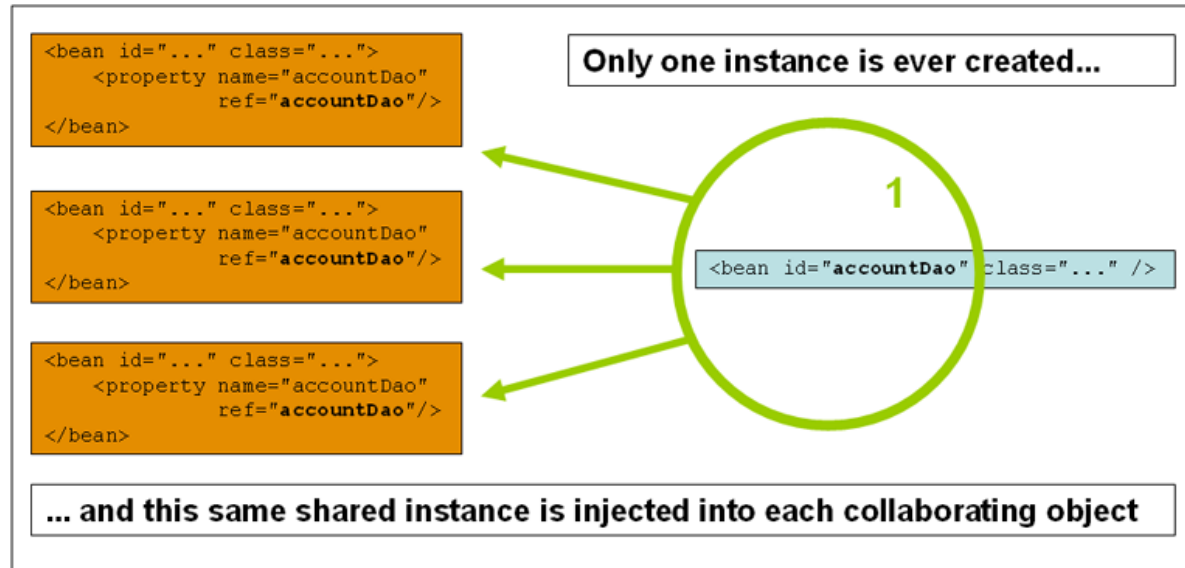 <bean id="..." class="...">
<property name="accountDao"
ref="accountDao"/>
</bean>
Only one instance is ever created...
<bean id="..." class="...">
<property name="accountDao"
ref="accountDao"/>
</bean>
1
<bean id="accountDao" class="..." />
<bean id="..." class="...">
<property name="accountDao"
ref="accountDao"/>
</bean>
... and this same shared instance is injected into each collaborating object